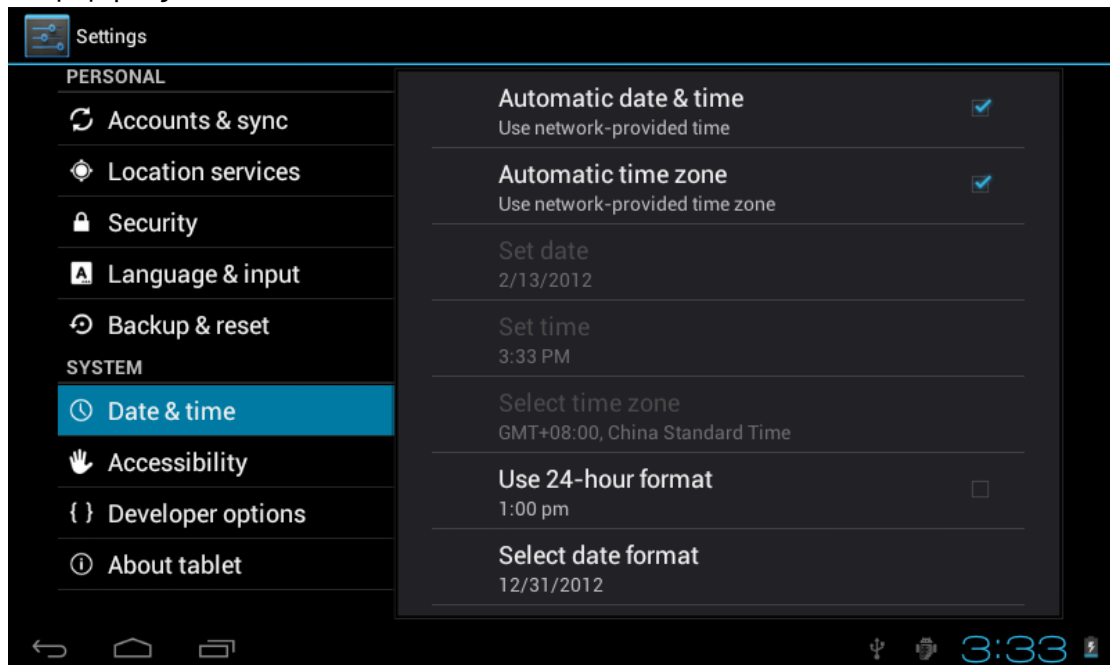 Settings
PERSONAL
Accounts & sync
Location services
Security
Language & input
Backup & reset
SYSTEM
Date & time
Accessibility
{ } Developer options
About tablet
Automatic date & time
Use network-provided time
Automatic time zone
Use network-provided time zone
Set date
2/13/2012
Set time
3:33 PM
Select time zone
GMT+08:00, China Standard Time
Use 24-hour format
1:00 pm
Select date format
12/31/2012
3:33